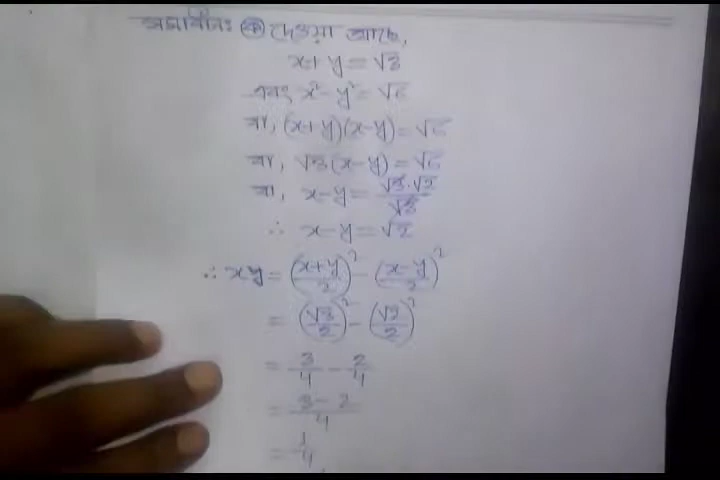 সমাধানঃ (ক) দেওয়া আছে,
x+y=√3
এবং x²-y²=√6
বা, (x+y)(x-y)=√6
বা, √3(x-y)=√6
বা, x-y=√3·√2/√3
∴ x-y=√2
∴ xy=(x+y/2)²-(x-y/2)²
=(√3/2)²-(√2/2)²
=3/4-2/4
=3-2/4
=1/4